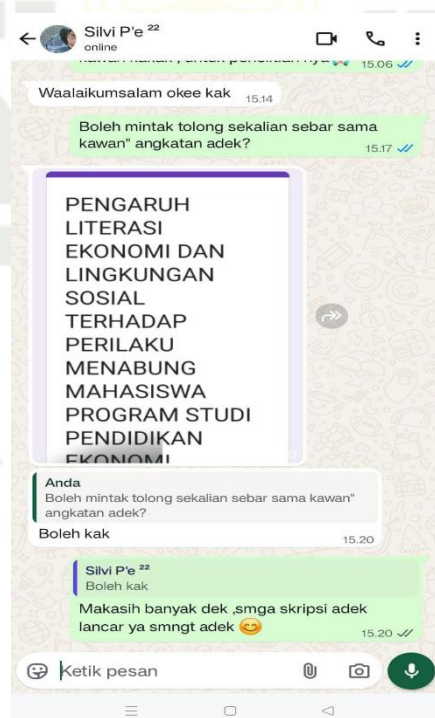 Silvi P'e ²²
online
15.06
Waalaikumsalam okee kak 15.14
Boleh mintak tolong sekalian sebar sama
kawan" angkatan adek?
15.17
PENGARUH
LITERASI
EKONOMI DAN
LINGKUNGAN
SOSIAL
TERHADAP
PERILAKU
MENABUNG
MAHASISWA
PROGRAM STUDI
PENDIDIKAN
EKONOMI
Anda
Boleh mintak tolong sekalian sebar sama kawan"
angkatan adek?
Boleh kak
15.20
Silvi P'e ²²
Boleh kak
Makasih banyak dek ,smga skripsi adek
lancar ya smngt adek 😊
15.20
Ketik pesan